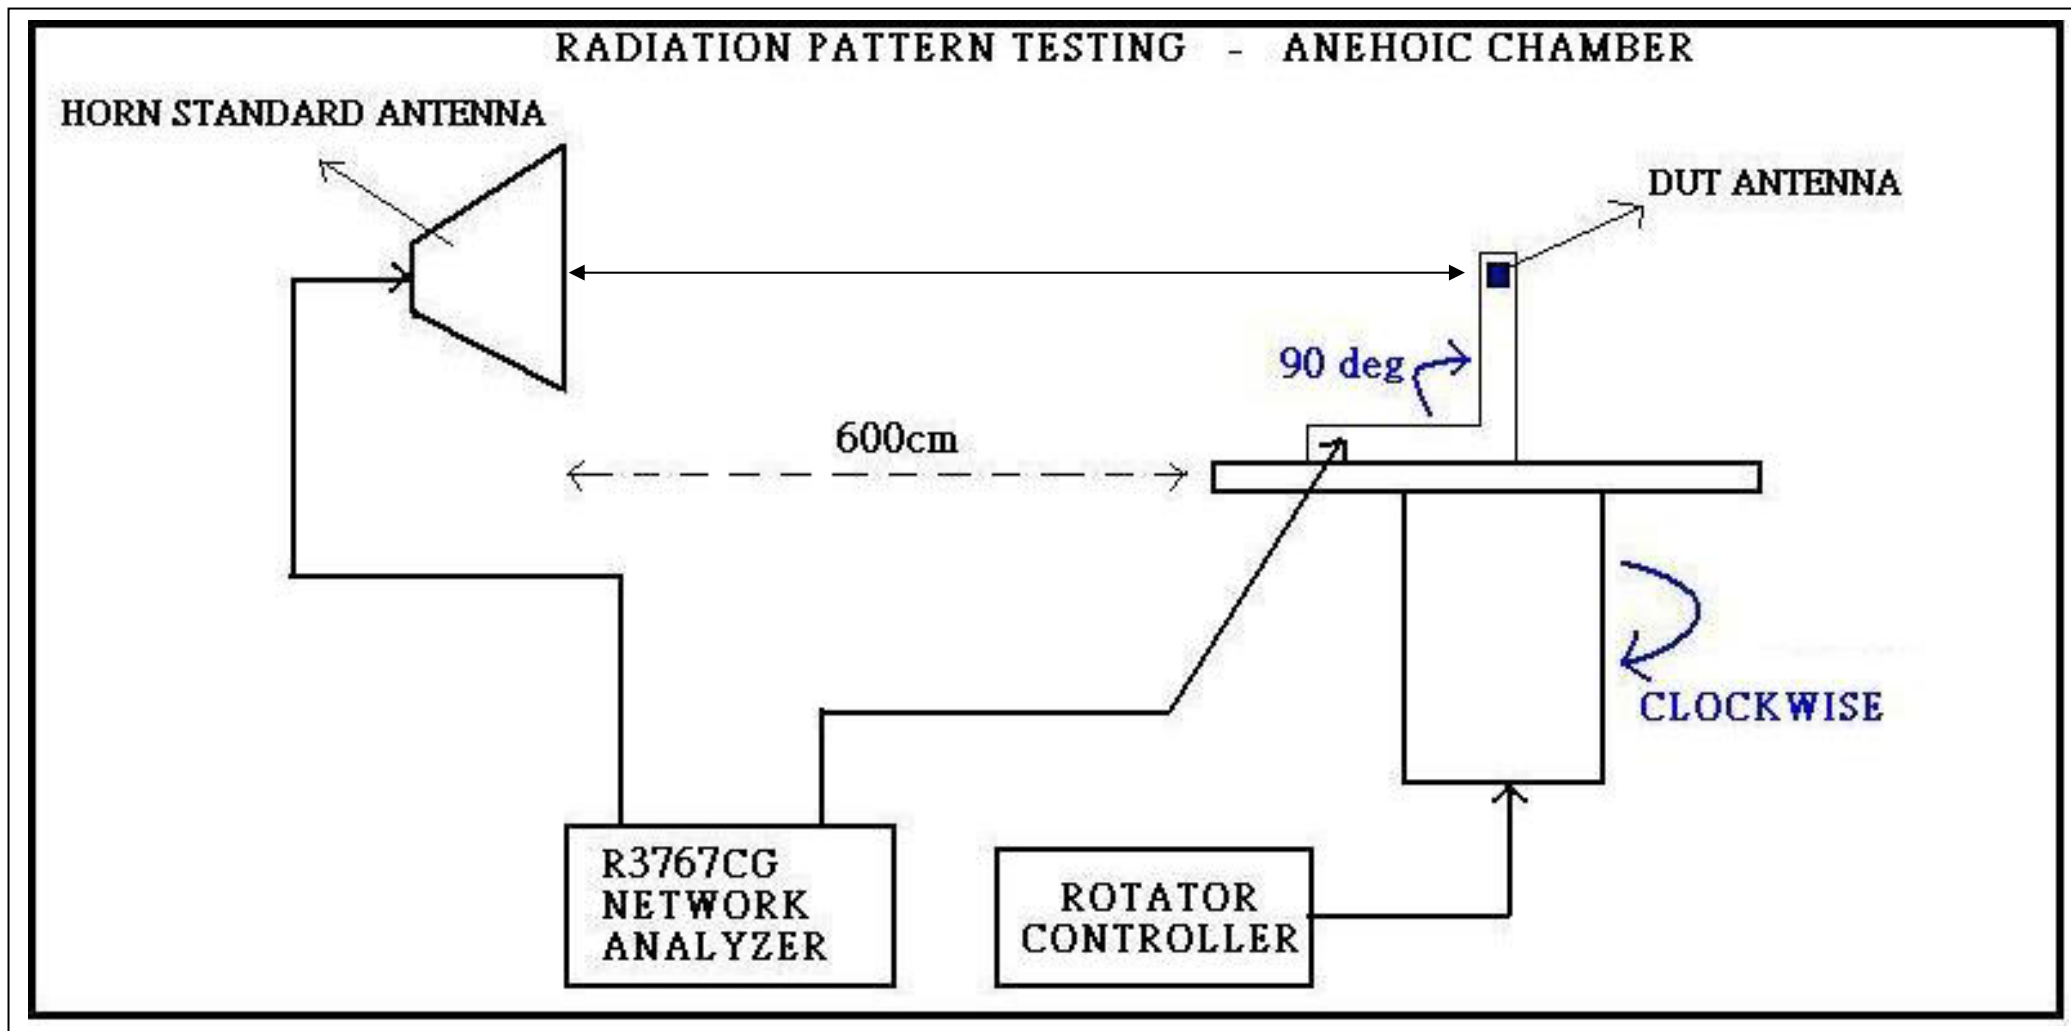 RADIATION PATTERN TESTING - ANEHOIC CHAMBER
HORN STANDARD ANTENNA
DUT ANTENNA
90 deg
600cm
CLOCKWISE
R3767CG
NETWORK
ANALYZER
ROTATOR
CONTROLLER